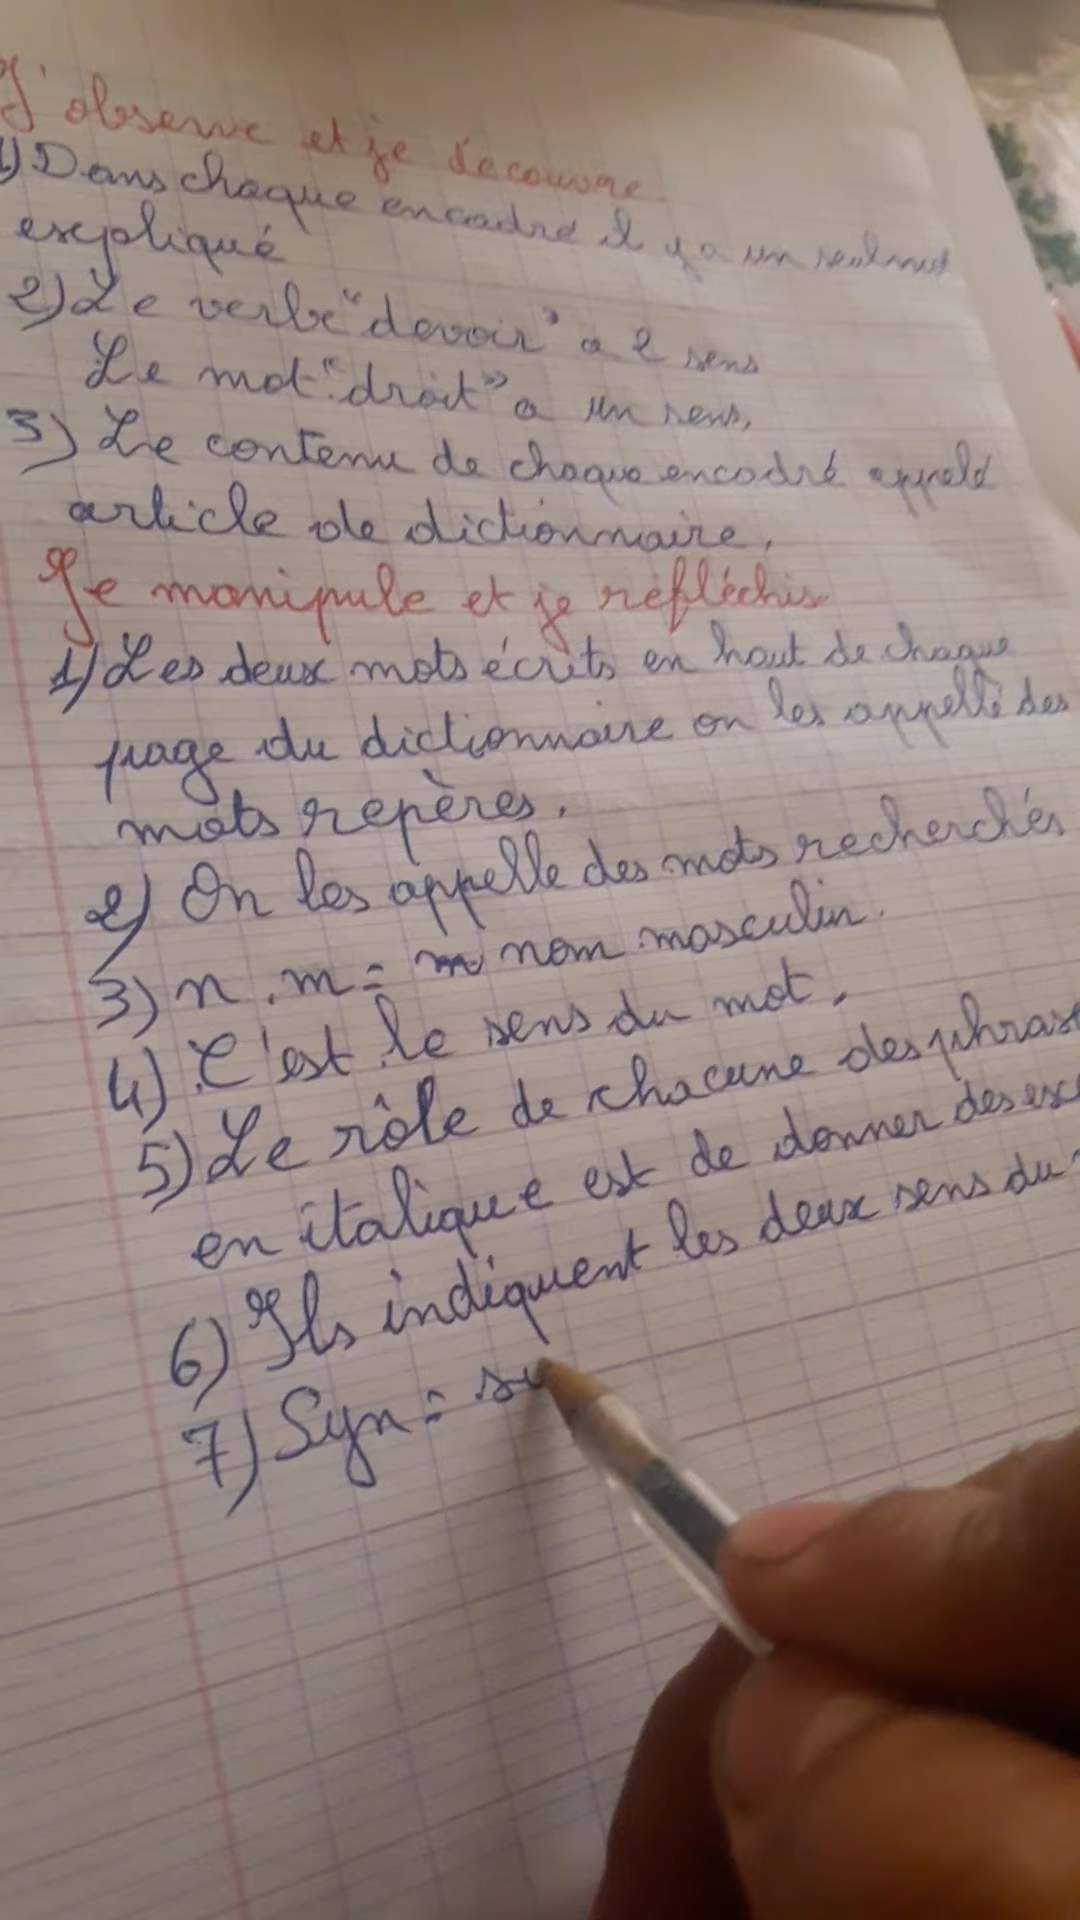 J'observe et je découvre.
1) Dans chaque encadré il y a un seul mot
expliqué
2) Le verbe "devoir" a 2 sens
Le mot "droit" a un sens,
3) Le contenu de chaque encadré appelé
article de dictionnaire.
Je manipule et je réfléchis
1) Les deux mots écrits en haut de chaque
page du dictionnaire on les appelle des
mots repères.
2) On les appelle des mots recherchés
3) n.m = nom masculin.
4) C'est le sens du mot.
5) Le rôle de chacune des phras
en italique est de donner des ex
6) Ils indiquent les deux sens du
7) Syn =